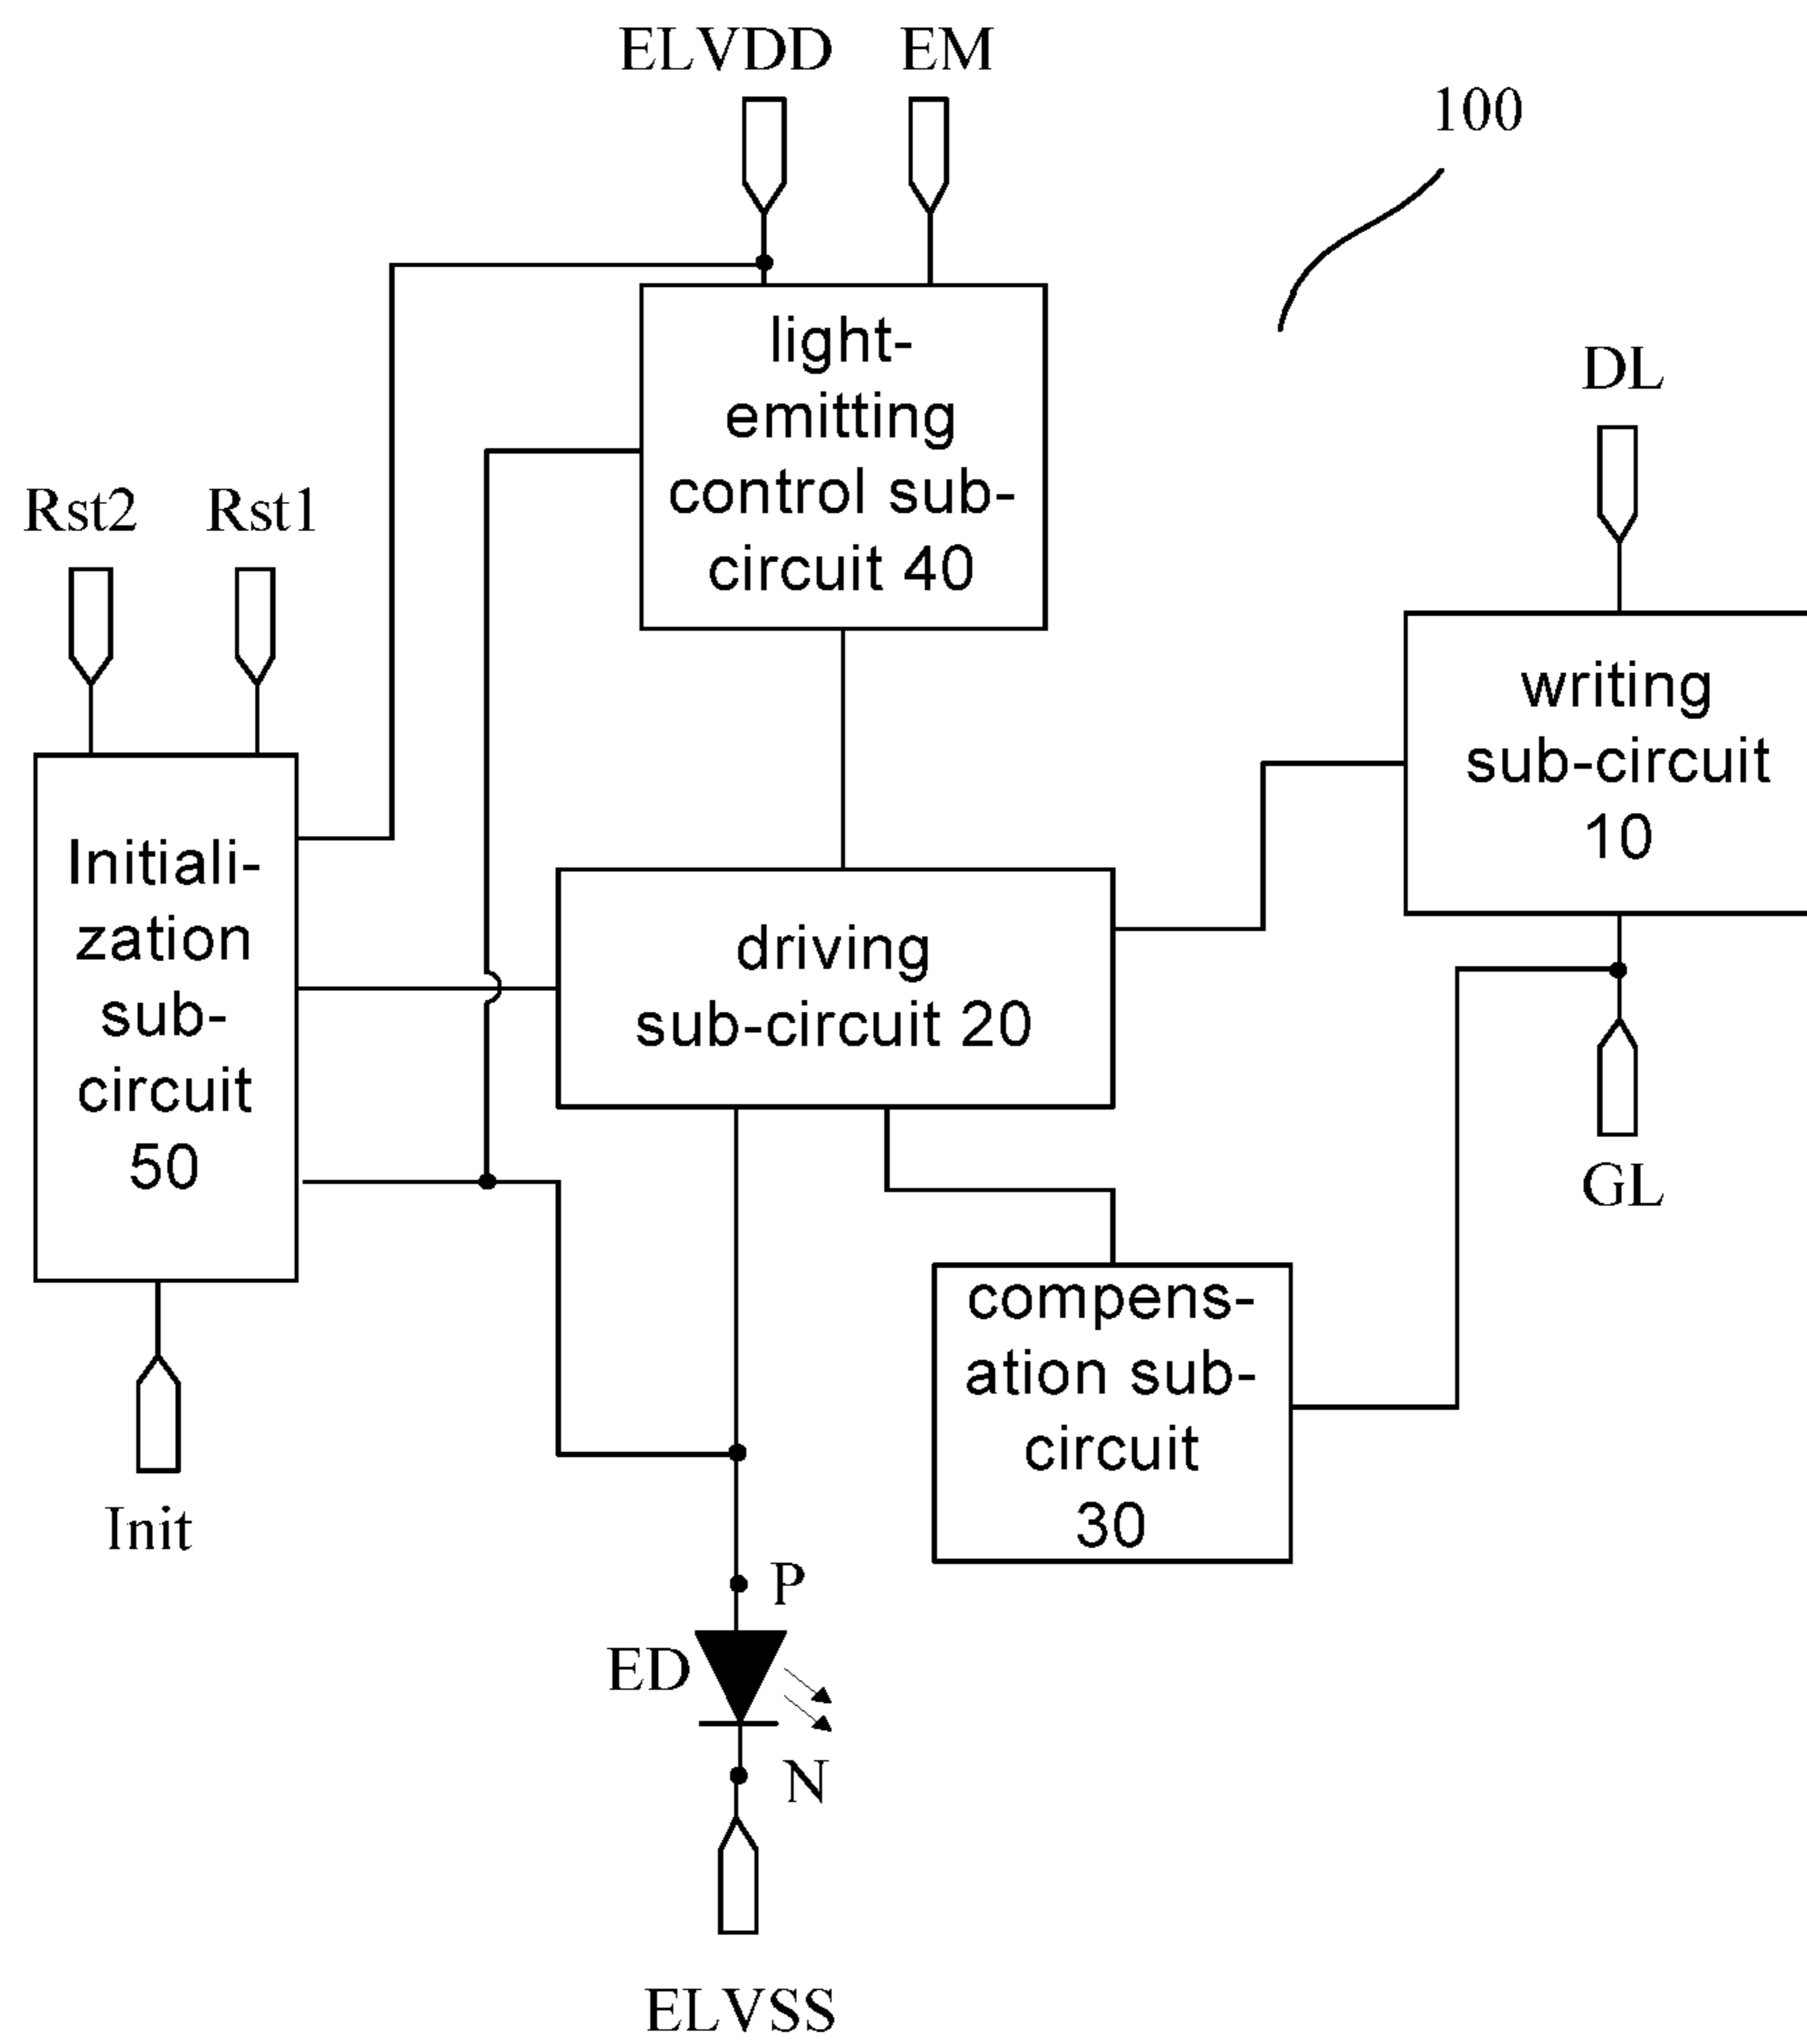 ELVDD EM
100
light-
emitting
control sub-
circuit 40
DL
Rst2 Rst1
writing
sub-circuit
10
Initiali-
zation
sub-
circuit
50
driving
sub-circuit 20
GL
compens-
ation sub-
circuit
30
Init
P
ED
N
ELVSS